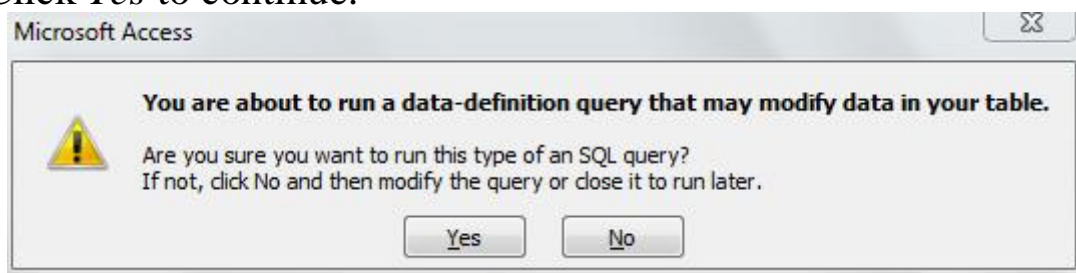 Click Yes to continue.
Microsoft Access
You are about to run a data-definition query that may modify data in your table.
Are you sure you want to run this type of an SQL query?
If not, click No and then modify the query or close it to run later.
Yes No